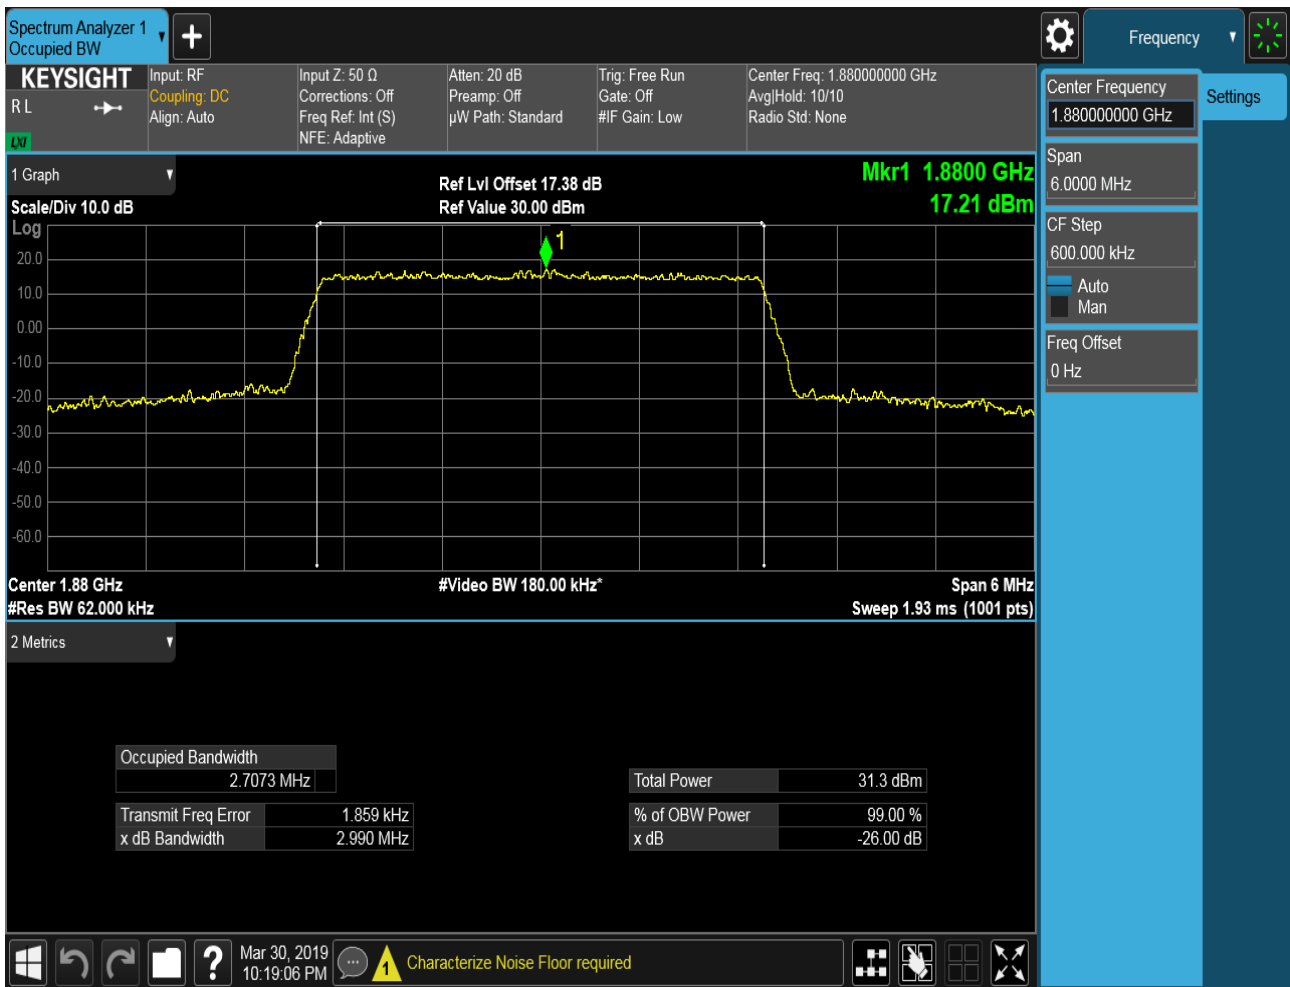 Spectrum Analyzer 1
Occupied BW
Frequency
KEYSIGHT
R L
LXI
Input: RF
Coupling: DC
Align: Auto
Input Z: 50 Ω
Corrections: Off
Freq Ref: Int (S)
NFE: Adaptive
Atten: 20 dB
Preamp: Off
µW Path: Standard
Trig: Free Run
Gate: Off
#IF Gain: Low
Center Freq: 1.880000000 GHz
Avg|Hold: 10/10
Radio Std: None
Center Frequency
1.880000000 GHz
Settings
Span
6.0000 MHz
CF Step
600.000 kHz
Auto
Man
Freq Offset
0 Hz
1 Graph
Scale/Div 10.0 dB
Log
Ref Lvl Offset 17.38 dB
Ref Value 30.00 dBm
Mkr1 1.8800 GHz
17.21 dBm
1
20.0
10.0
0.00
-10.0
-20.0
-30.0
-40.0
-50.0
-60.0
Center 1.88 GHz
#Res BW 62.000 kHz
#Video BW 180.00 kHz*
Span 6 MHz
Sweep 1.93 ms (1001 pts)
2 Metrics
Occupied Bandwidth
2.7073 MHz
Transmit Freq Error 1.859 kHz
x dB Bandwidth 2.990 MHz
Total Power 31.3 dBm
% of OBW Power 99.00 %
x dB -26.00 dB
?
Mar 30, 2019
10:19:06 PM
1
Characterize Noise Floor required